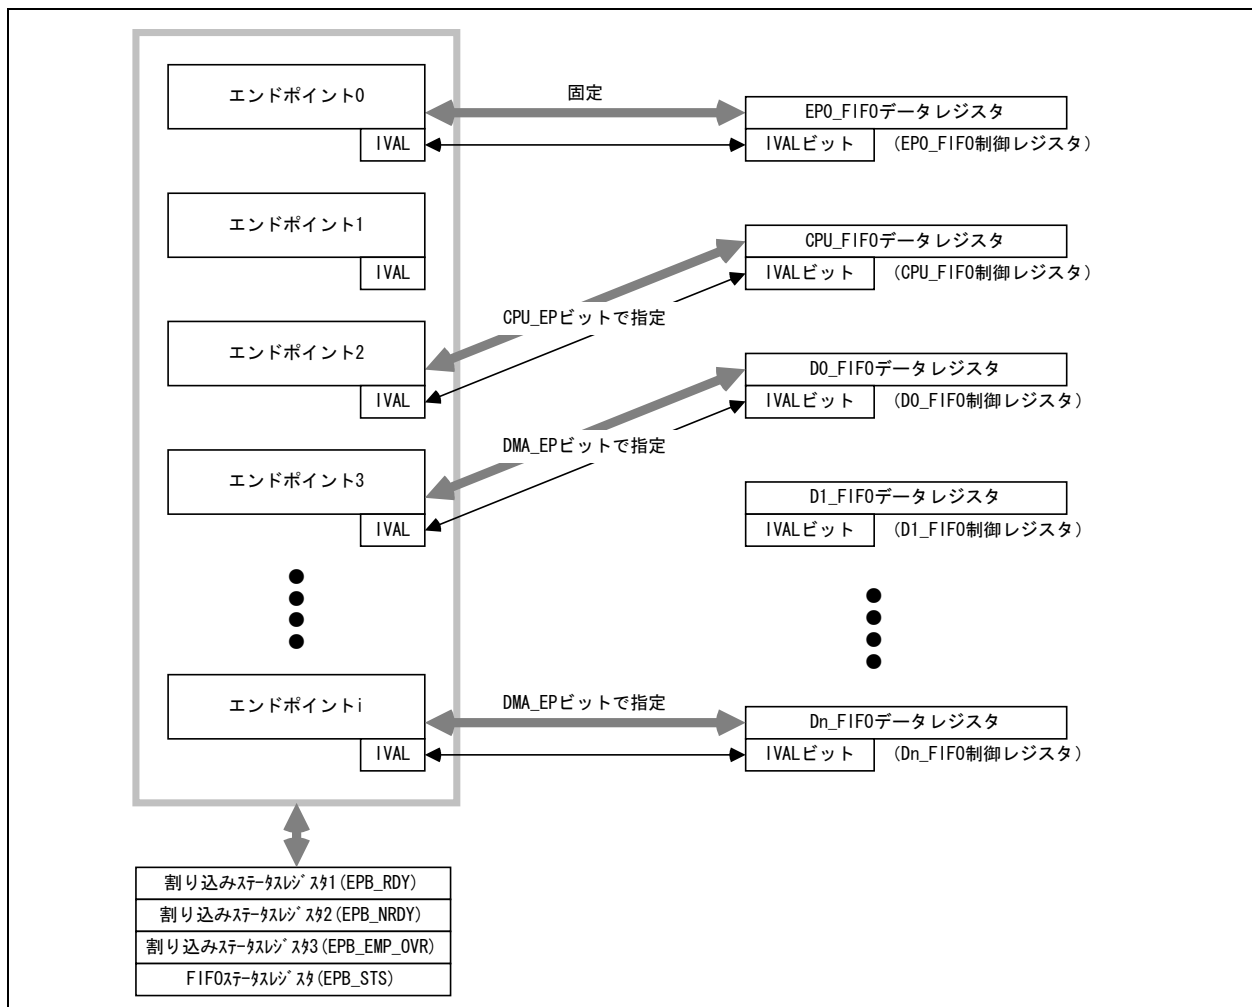 エンドポイント0
固定
EP0_FIFOデータレジスタ
IVAL
IVALビット
(EP0_FIFO制御レジスタ)
エンドポイント1
CPU_FIFOデータレジスタ
IVAL
IVALビット
(CPU_FIFO制御レジスタ)
CPU_EPビットで指定
エンドポイント2
D0_FIFOデータレジスタ
IVAL
IVALビット
(D0_FIFO制御レジスタ)
DMA_EPビットで指定
エンドポイント3
D1_FIFOデータレジスタ
IVAL
IVALビット
(D1_FIFO制御レジスタ)
エンドポイントi
DMA_EPビットで指定
Dn_FIFOデータレジスタ
IVAL
IVALビット
(Dn_FIFO制御レジスタ)
割り込みステータスレジスタ1(EPB_RDY)
割り込みステータスレジスタ2(EPB_NRDY)
割り込みステータスレジスタ3(EPB_EMP_OVR)
FIFOステータスレジスタ(EPB_STS)